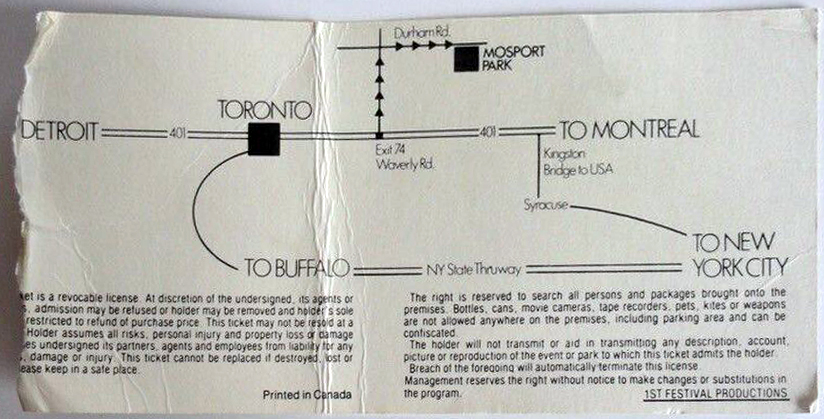 Durham Rd.
MOSPORT
PARK
TORONTO
DETROIT
401
401
TO MONTREAL
Exit 74
Waverly Rd.
Kingston
Bridge to USA
Syracuse
TO NEW
YORK CITY
TO BUFFALO
NY State Thruway
ket is a revocable license. At discretion of the undersigned, its agents or
s, admission may be refused or holder may be removed and holder's sole
restricted to refund of purchase price. This ticket may not be resold at a
Holder assumes all risks, personal injury and property loss or damage
es undersigned its partners, agents and employees from liability for any
s, damage or injury. This ticket cannot be replaced if destroyed, lost or
ease keep in a safe place.
Printed in Canada
The right is reserved to search all persons and packages brought onto the
premises. Bottles, cans, movie cameras, tape recorders, pets, kites or weapons
are not allowed anywhere on the premises, including parking area and can be
confiscated.
The holder will not transmit or aid in transmitting any description, account,
picture or reproduction of the event or park to which this ticket admits the holder.
Breach of the foregoing will automatically terminate this license.
Management reserves the right without notice to make changes or substitutions in
the program.
1ST FESTIVAL PRODUCTIONS